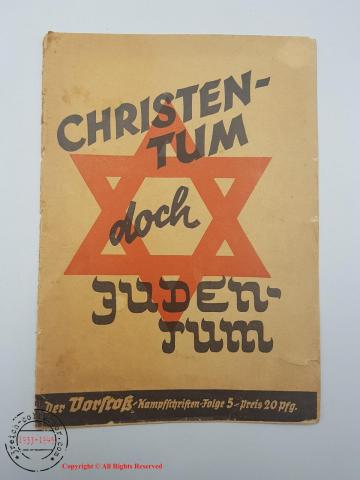 CHRISTEN-
TUM
doch
JUDEN-
TUM
Der Vorstoß-Kampfschriften-Folge 5-Preis 20 Pfg.
1933-1945
Copyright © All Rights Reserved